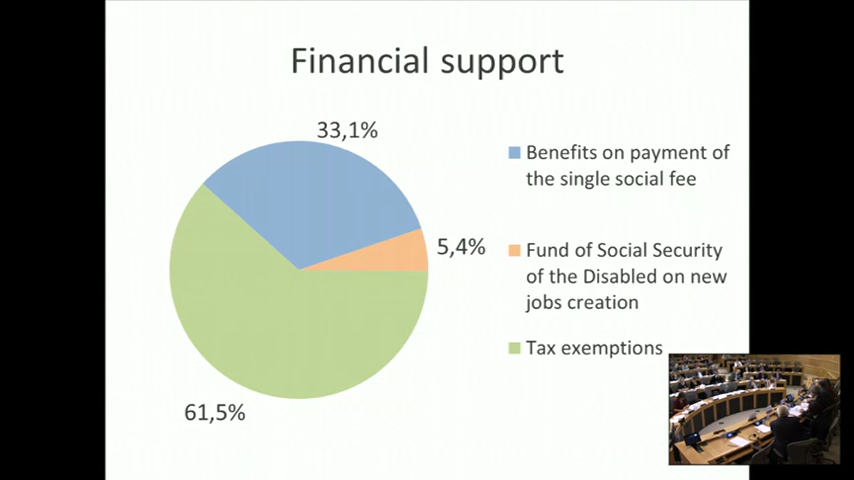 Financial support
33,1%
5,4%
61,5%
Benefits on payment of
the single social fee
Fund of Social Security
of the Disabled on new
jobs creation
Tax exemptions